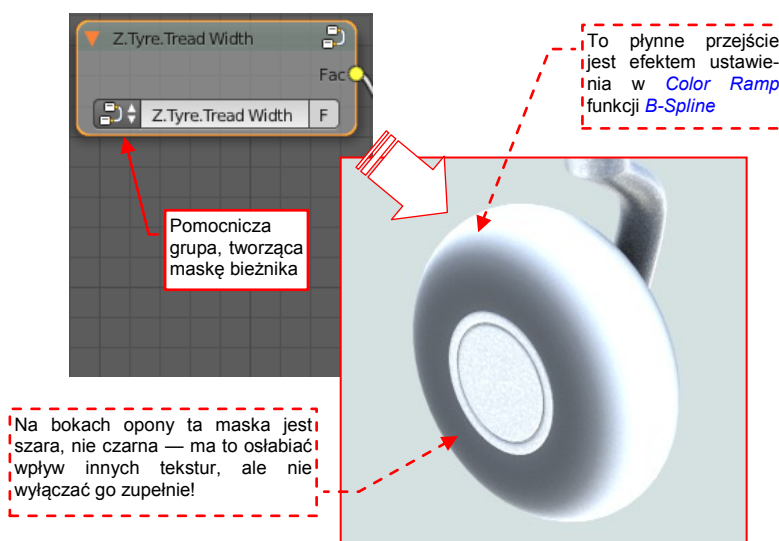 Z.Tyre.Tread Width
Fac
Z.Tyre.Tread Width F
To płynne przejście
jest efektem ustawie-
nia w Color Ramp
funkcji B-Spline
Pomocnicza
grupa, tworząca
maskę bieżnika
Na bokach opony ta maska jest
szara, nie czarna — ma to osłabiać
wpływ innych tekstur, ale nie
wyłączać go zupełnie!